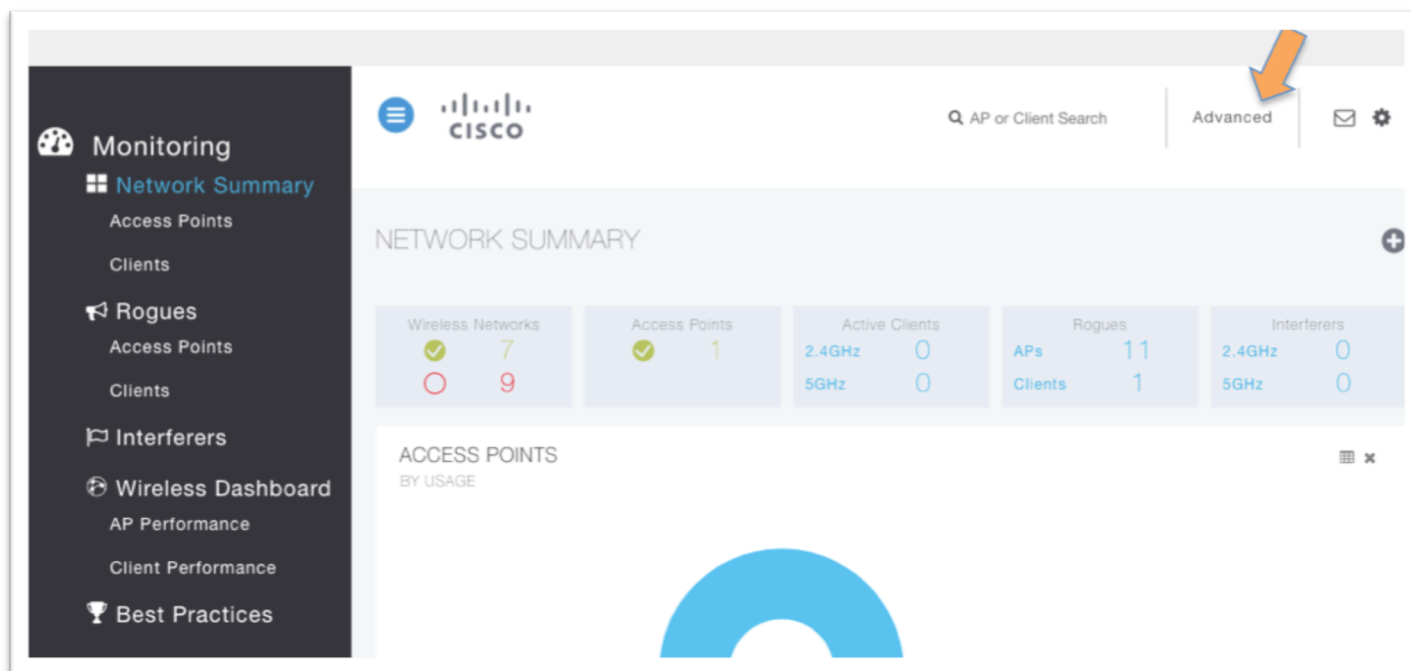 CISCO
AP or Client Search
Advanced
Monitoring
Network Summary
Access Points
Clients
Rogues
Access Points
Clients
Interferers
Wireless Dashboard
AP Performance
Client Performance
Best Practices
NETWORK SUMMARY
Wireless Networks
7
9
Access Points
1
Active Clients
2.4GHz 0
5GHz 0
Rogues
APs 11
Clients 1
Interferers
2.4GHz 0
5GHz 0
ACCESS POINTS
BY USAGE